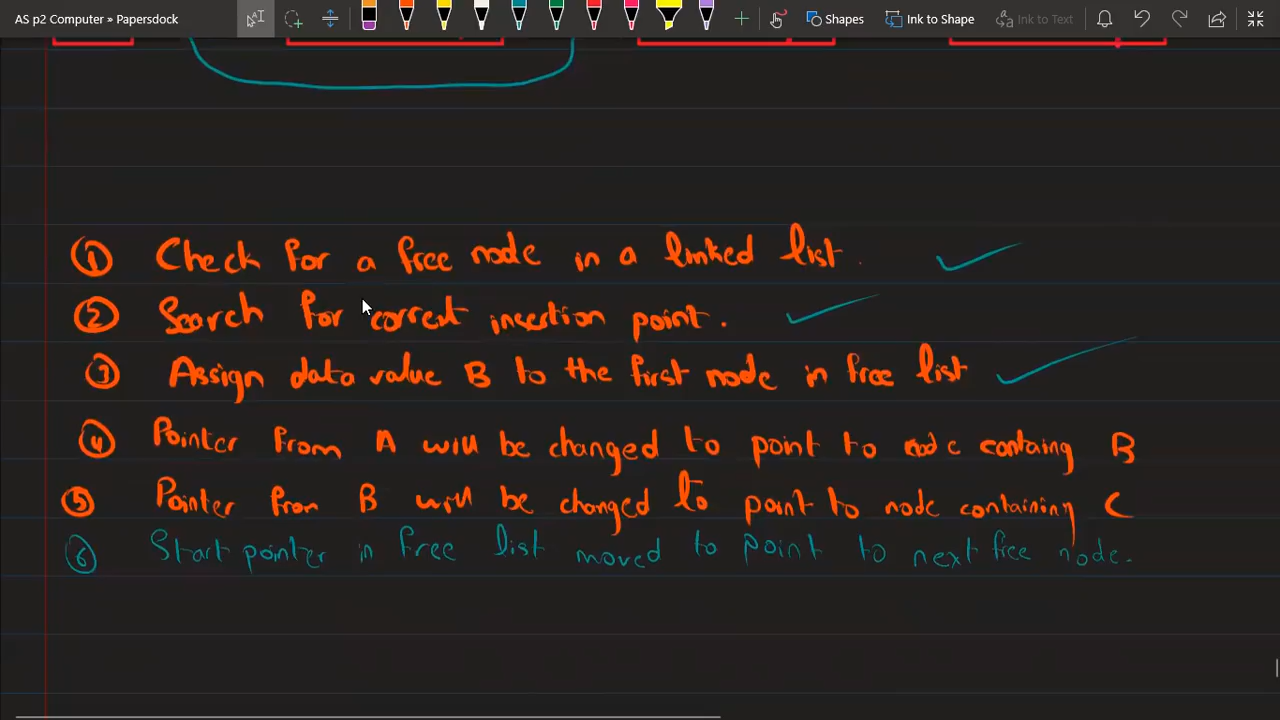 AS p2 Computer » Papersdock
Shapes Ink to Shape Ink to Text
① Check for a free node in a linked list.
② Search for correct insertion point.
③ Assign data value B to the first node in free list
④ Pointer from A will be changed to point to node containg B
⑤ Pointer from B will be changed to point to node containing C
⑥ Start pointer in free list moved to point to next free node.